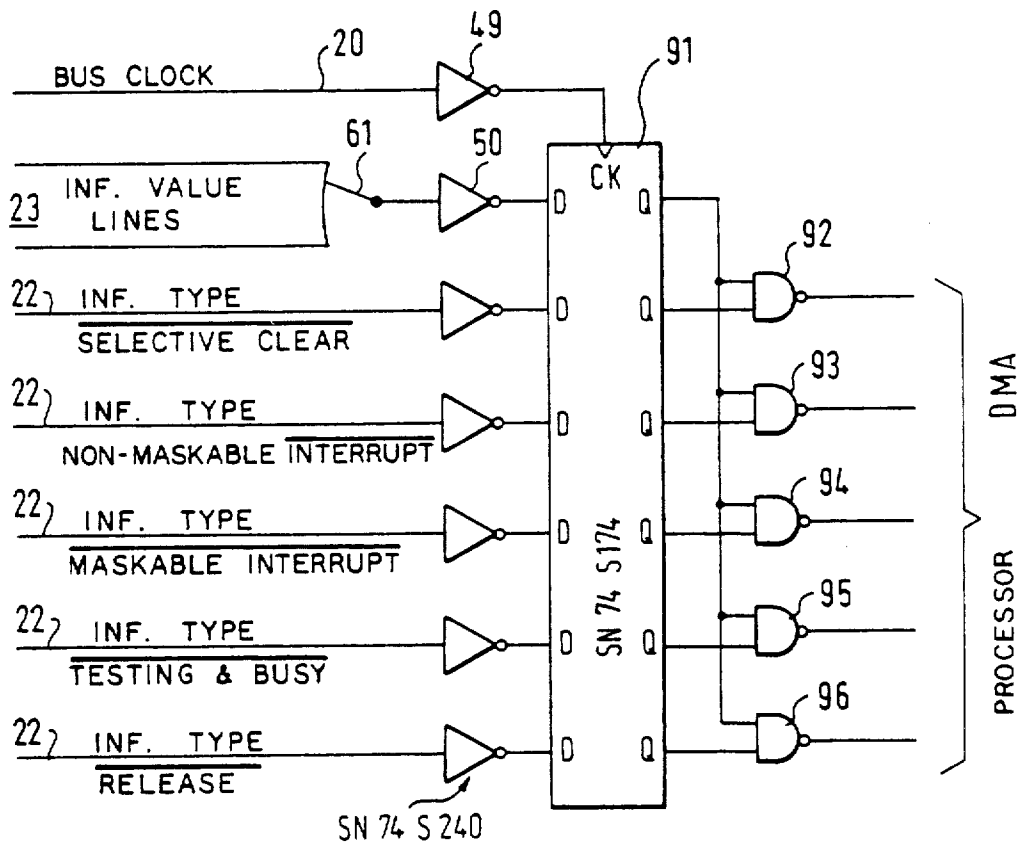 20
49
91
BUS CLOCK
61
50
CK
23 INF. VALUE
LINES
D Q
92
22 INF. TYPE
SELECTIVE CLEAR
D Q
93
22 INF. TYPE
NON-MASKABLE INTERRUPT
D Q
94
22 INF. TYPE
MASKABLE INTERRUPT
D Q
95
22 INF. TYPE
TESTING & BUSY
D Q
96
22 INF. TYPE
RELEASE
D Q
SN 74 S 240
SN 74 S174
DMA
PROCESSOR